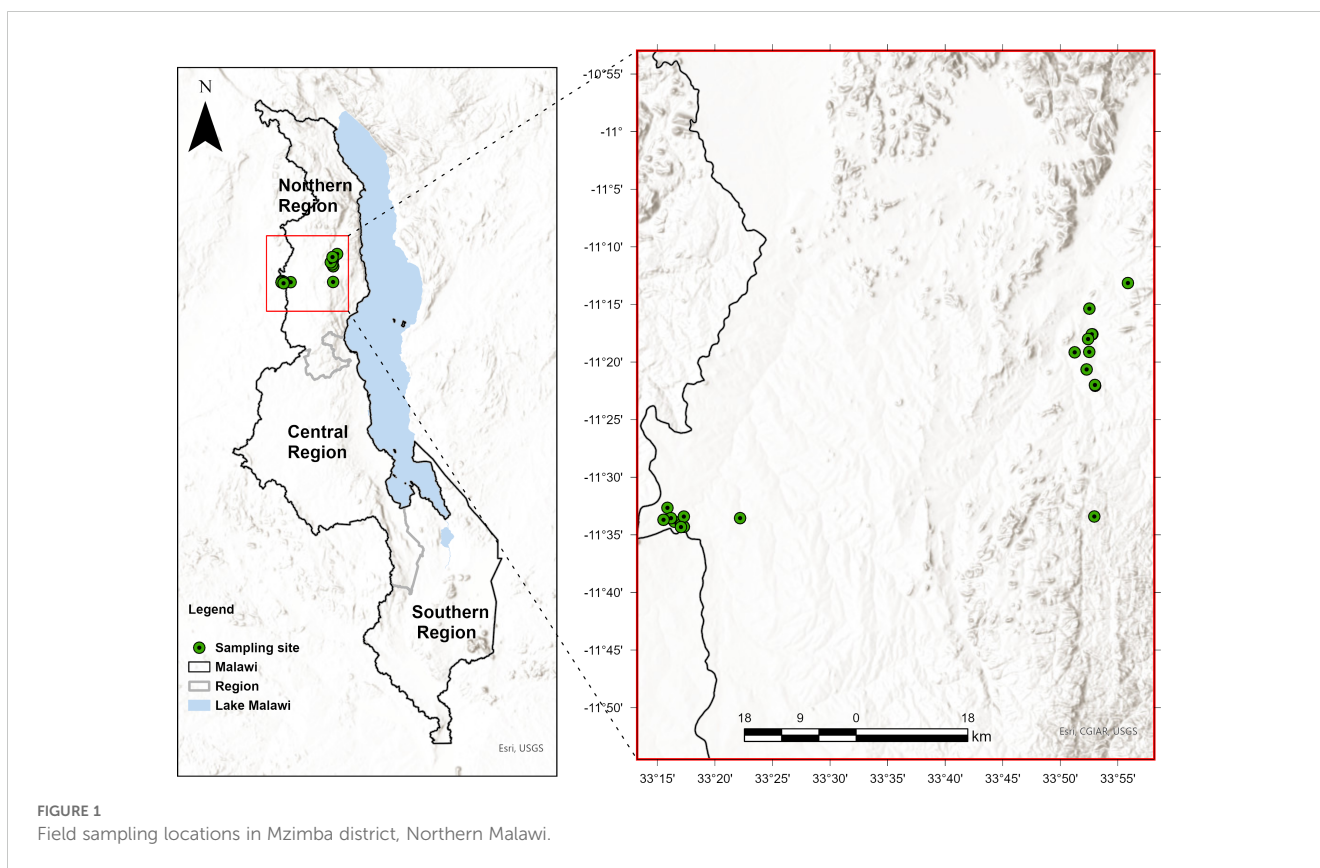 N
Northern
Region
Central
Region
Southern
Region
Legend
Sampling site
Malawi
Region
Lake Malawi
Esri, USGS
-10°55'
-11°
-11°5'
-11°10'
-11°15'
-11°20'
-11°25'
-11°30'
-11°35'
-11°40'
-11°45'
-11°50'
18 9 0 18
km
Esri, CGIAR, USGS
33°15' 33°20' 33°25' 33°30' 33°35' 33°40' 33°45' 33°50' 33°55'
FIGURE 1
Field sampling locations in Mzimba district, Northern Malawi.